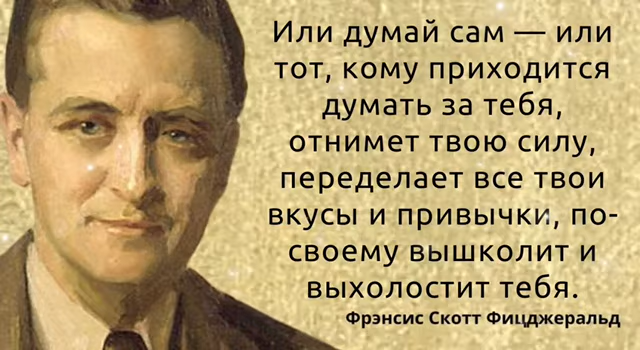 Или думай сам — или
тот, кому приходится
думать за тебя,
отнимет твою силу,
переделает все твои
вкусы и привычки, по-
своему вышколит и
выхолостит тебя.
Фрэнсис Скотт Фицджеральд